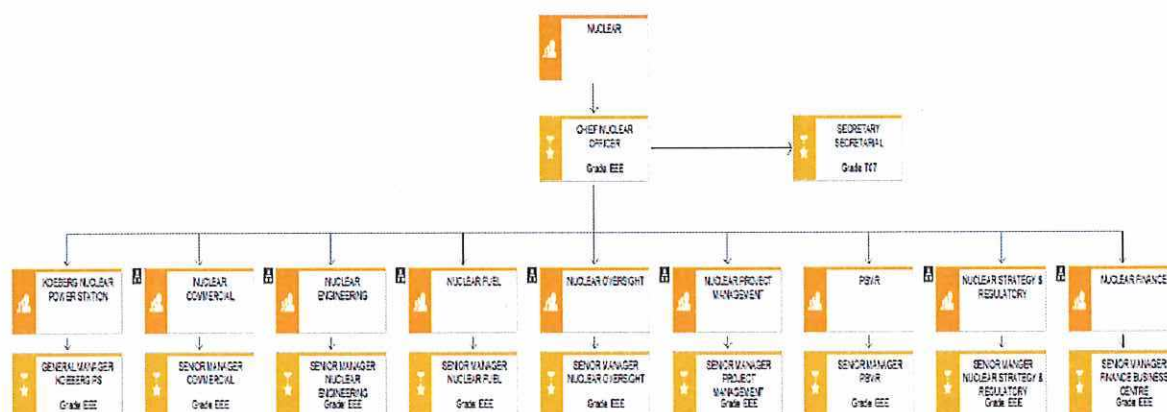 NUCLEAR
CHIEF NUCLEAR
OFFICER
Grade EEE
SECRETARY
SECRETARIAL
Grade T07
KOEBERG NUCLEAR
POWER STATION
NUCLEAR
COMMERCIAL
NUCLEAR
ENGINEERING
NUCLEAR FUEL
NUCLEAR OVERSIGHT
NUCLEAR PROJECT
MANAGEMENT
PBMR
NUCLEAR STRATEGY &
REGULATORY
NUCLEAR FINANCE
GENERAL MANAGER
KOEBERG PS
Grade EEE
SENIOR MANAGER
COMMERCIAL
Grade EEE
SENIOR MANAGER
NUCLEAR
ENGINEERING
Grade EEE
SENIOR MANAGER
NUCLEAR FUEL
Grade EEE
SENIOR MANAGER
NUCLEAR OVERSIGHT
Grade EEE
SENIOR MANAGER
PROJECT
MANAGEMENT
Grade EEE
SENIOR MANAGER
PBMR
Grade EEE
SENIOR MANGER
NUCLEAR STRATEGY &
REGULATORY
Grade EEE
SENIOR MANAGER
FINANCE BUSINESS
CENTRE
Grade EEE